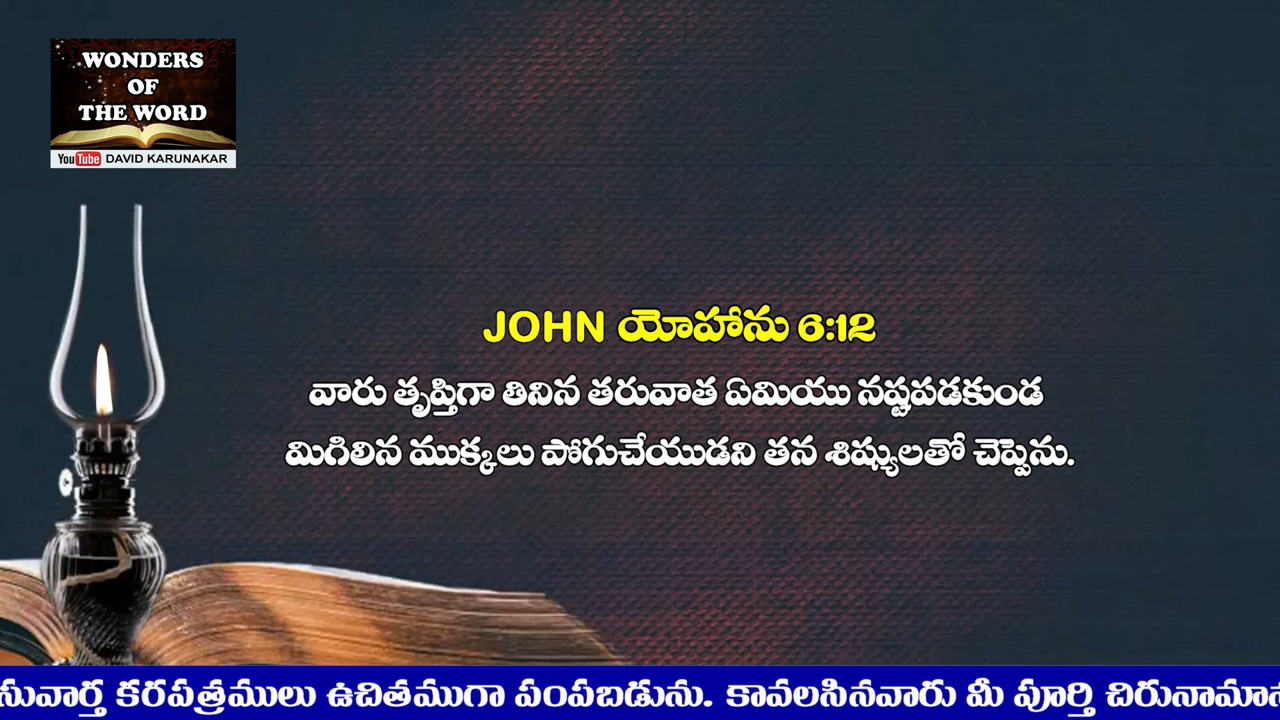 WONDERS
OF
THE WORD
YouTube DAVID KARUNAKAR
JOHN యోహాను 6:12
వారు తృప్తిగా తినిన తరువాత ఏమియు నష్టపడకుండ
మిగిలిన ముక్కలు పోగుచేయుడని తన శిష్యులతో చెప్పెను.
సువార్త కరపత్రములు ఉచితముగా పంపబడును. కావలసినవారు మీ పూర్తి